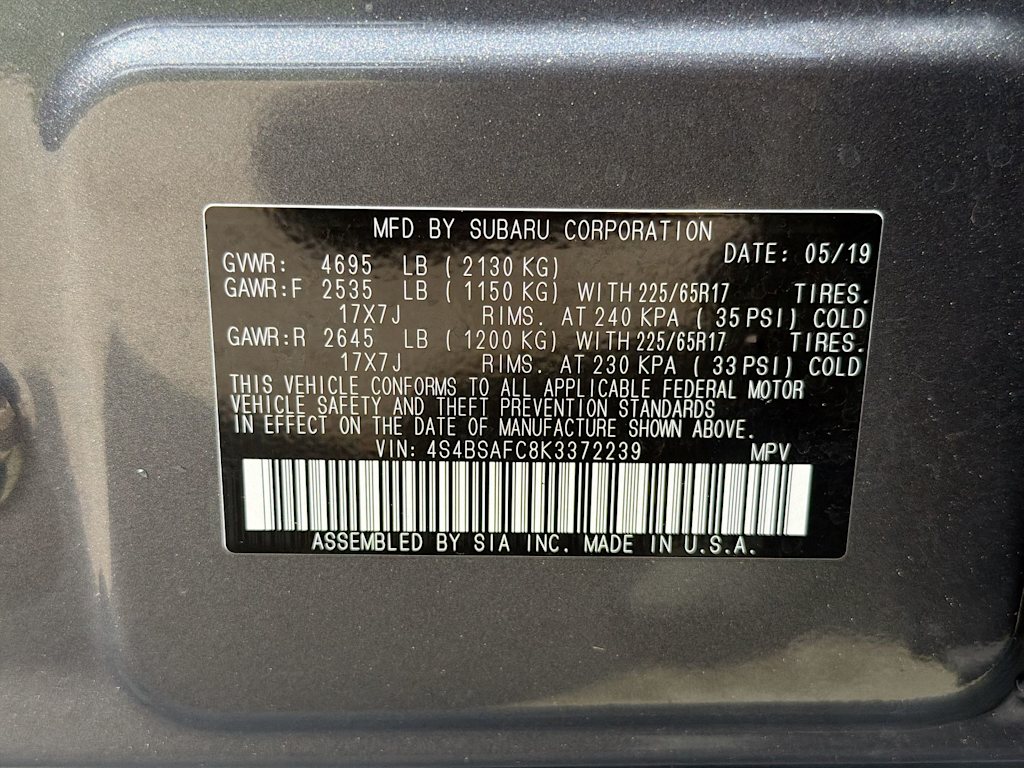 MFD BY SUBARU CORPORATION
DATE: 05/19
GVWR: 4695 LB ( 2130 KG)
GAWR:F 2535 LB ( 1150 KG) WITH 225/65R17 TIRES.
17X7J RIMS. AT 240 KPA ( 35 PSI) COLD
GAWR:R 2645 LB ( 1200 KG) WITH 225/65R17 TIRES.
17X7J RIMS. AT 230 KPA ( 33 PSI) COLD
THIS VEHICLE CONFORMS TO ALL APPLICABLE FEDERAL MOTOR
VEHICLE SAFETY AND THEFT PREVENTION STANDARDS
IN EFFECT ON THE DATE OF MANUFACTURE SHOWN ABOVE.
VIN: 4S4BSAFC8K3372239 MPV
ASSEMBLED BY SIA INC. MADE IN U.S.A.